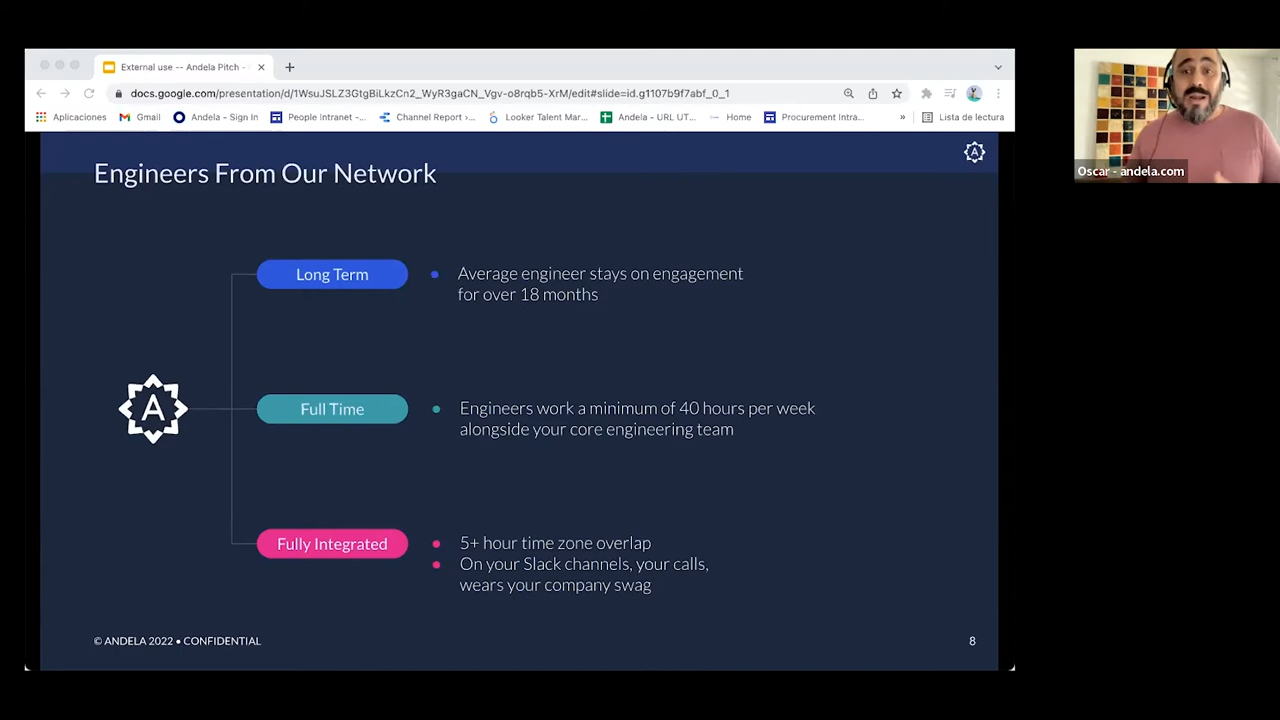 External use -- Andela Pitch -
docs.google.com/presentation/d/1WsuJSLZ3GtgBiLkzCn2_WyR3gaCN_Vgv-o8rqb5-XrM/edit#slide=id.g1107b9f7abf_0_1
Aplicaciones Gmail Andela - Sign In People Intranet -... Channel Report ›... Looker Talent Mar... Andela - URL UT... Home Procurement Intra... » Lista de lectura
Engineers From Our Network
A
Oscar - andela.com
Long Term
Average engineer stays on engagement
for over 18 months
A
Full Time
Engineers work a minimum of 40 hours per week
alongside your core engineering team
Fully Integrated
5+ hour time zone overlap
On your Slack channels, your calls,
wears your company swag
© ANDELA 2022 • CONFIDENTIAL
8